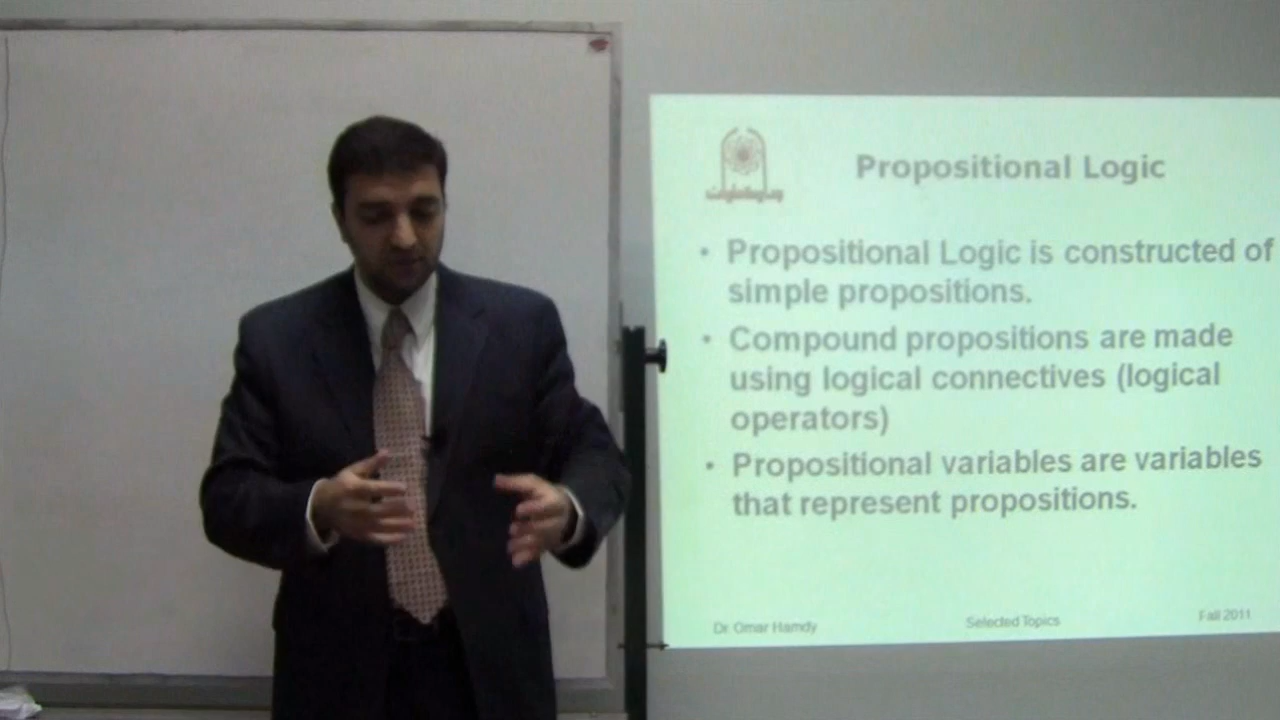 Propositional Logic
• Propositional Logic is constructed of
simple propositions.
• Compound propositions are made
using logical connectives (logical
operators)
• Propositional variables are variables
that represent propositions.
Dr. Omar Hamdy
Selected Topics
Fall 2011